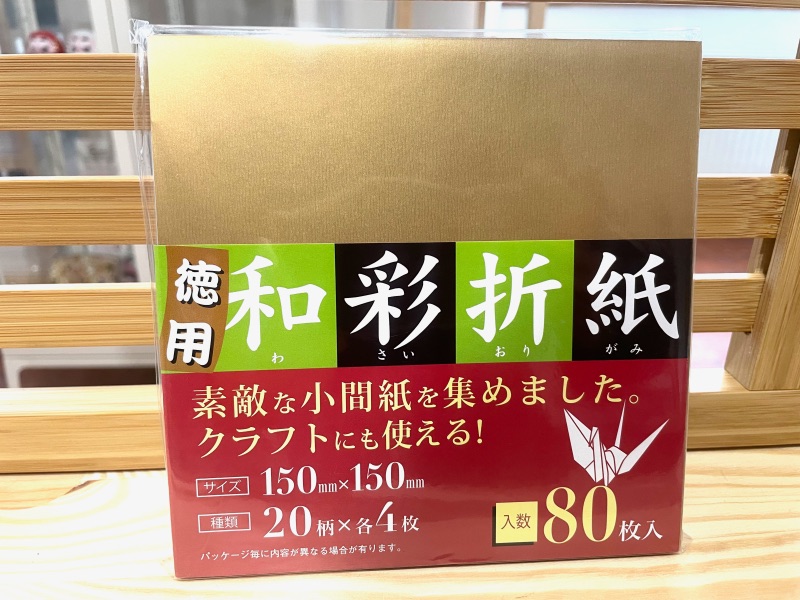 徳用
和彩折紙
わ さい おり がみ
素敵な小間紙を集めました。
クラフトにも使える!
サイズ 150mm×150mm
種類 20柄×各4枚
入数 80枚入
パッケージ毎に内容が異なる場合が有ります。